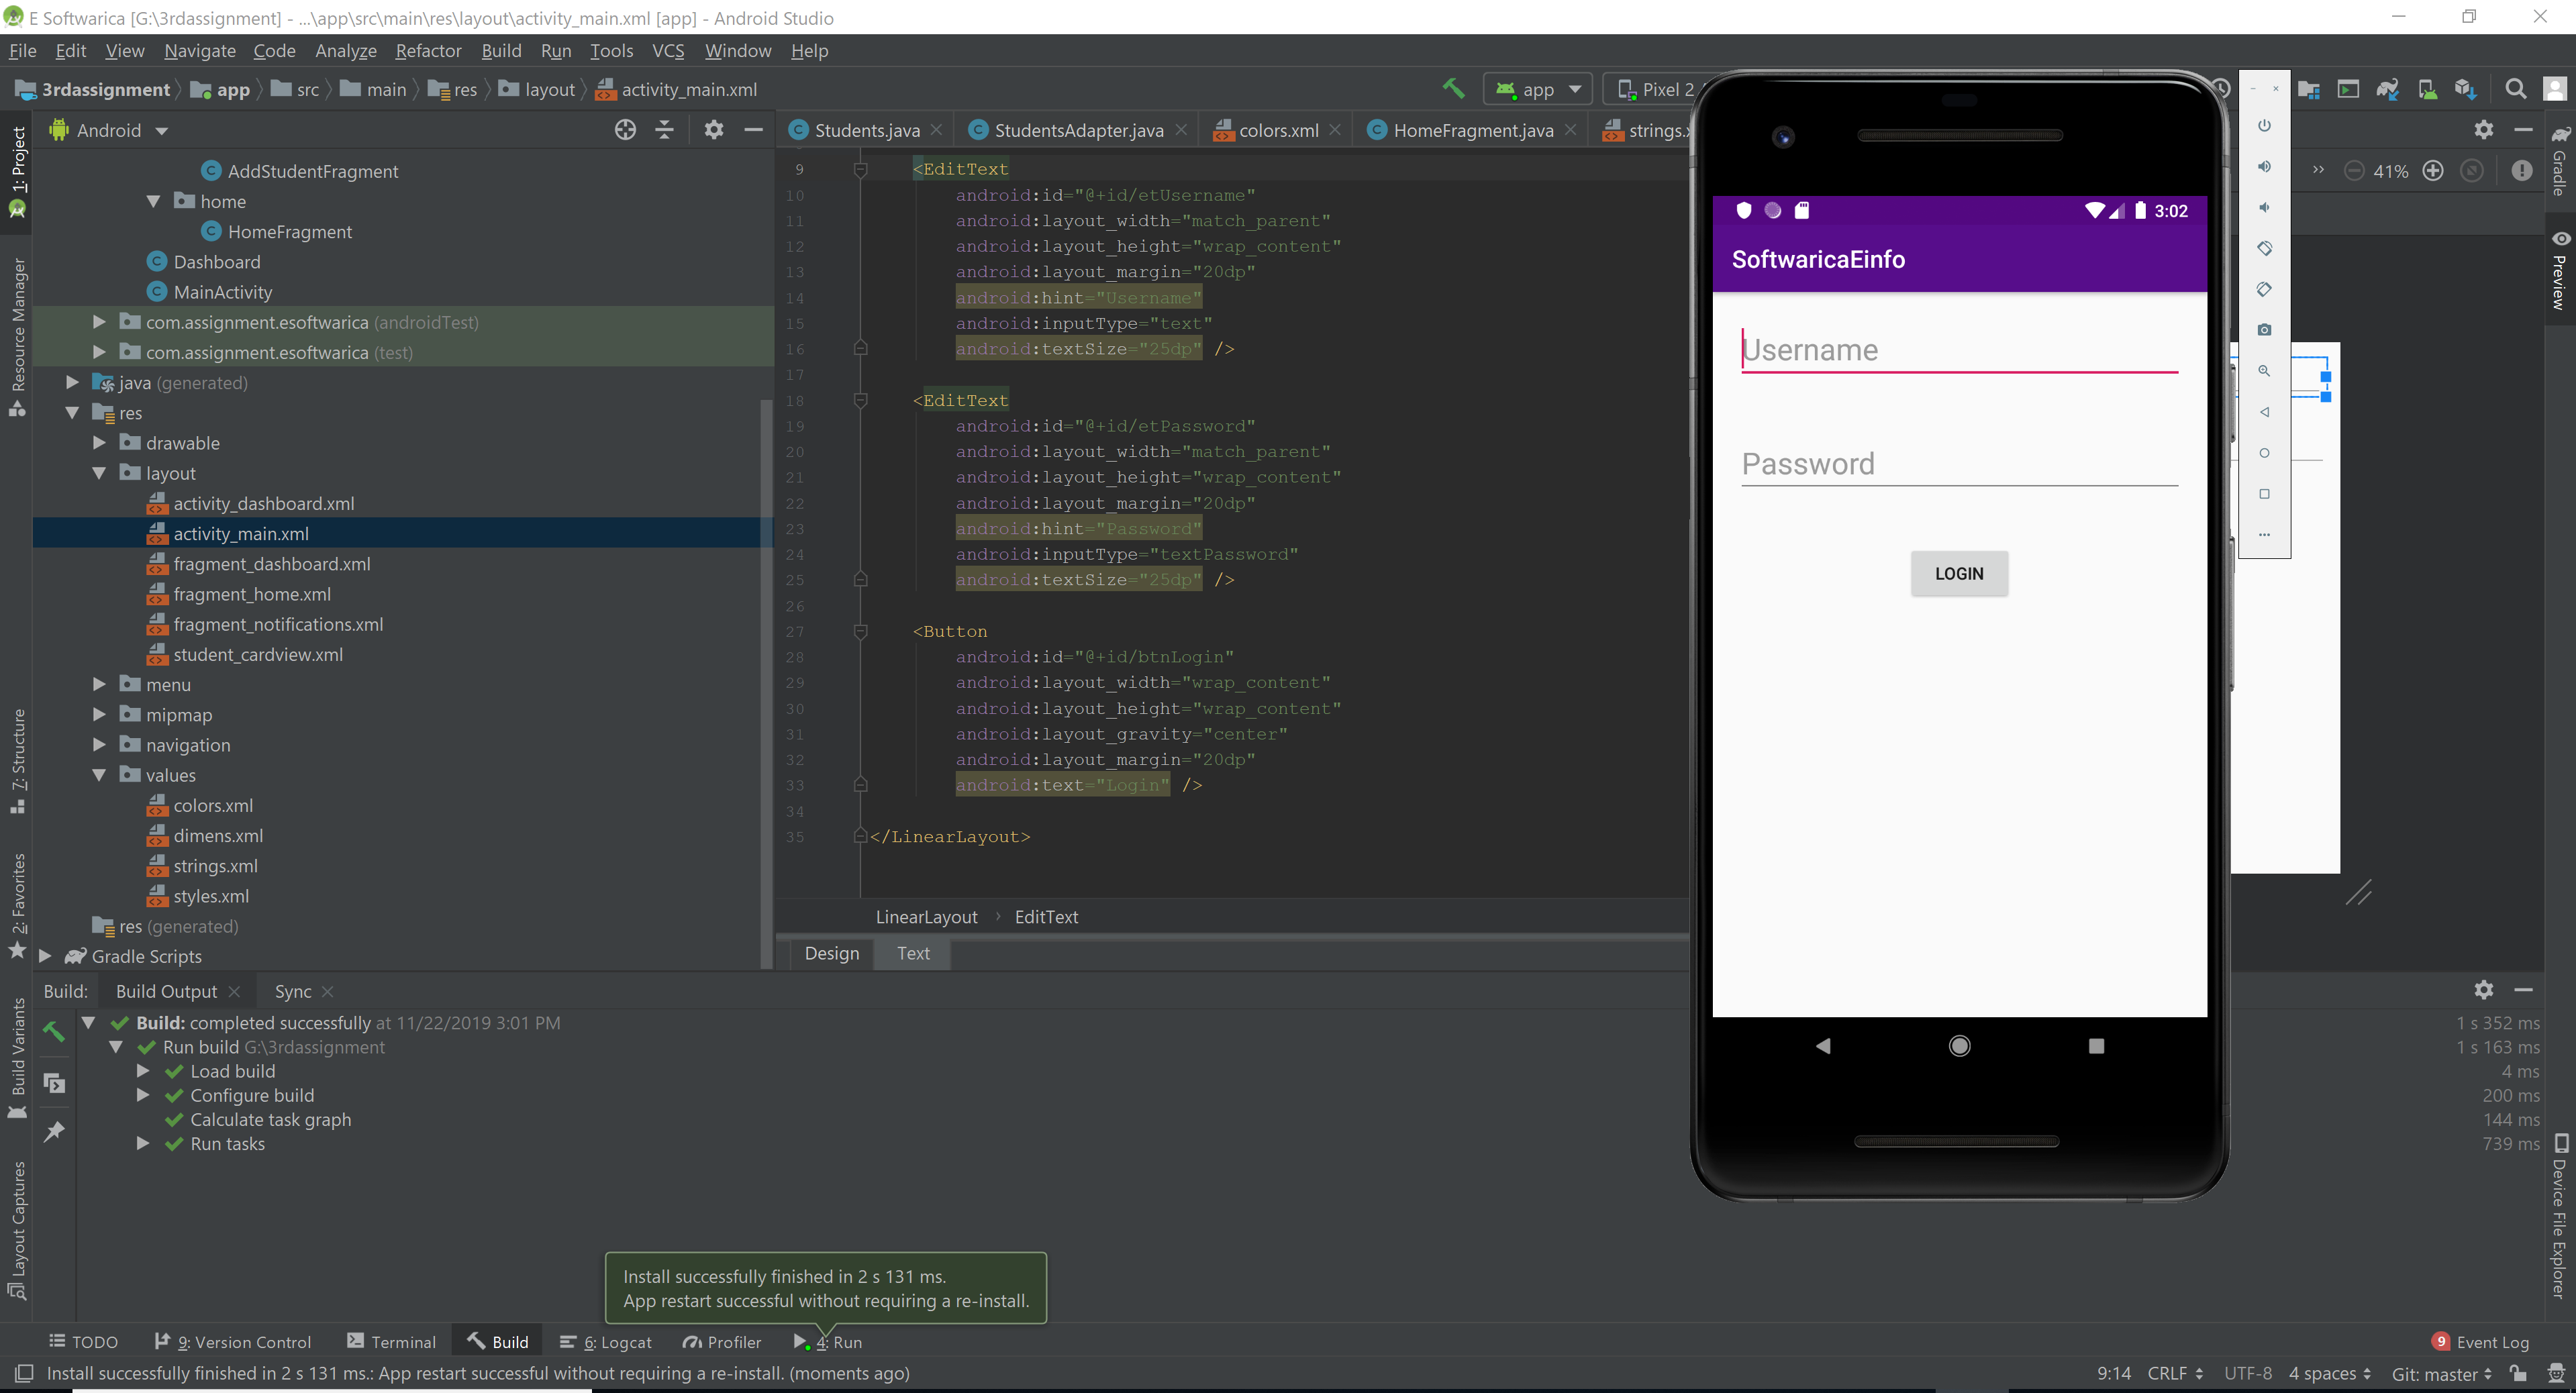 E Softwarica [G:\3rdassignment] - ...\app\src\main\res\layout\activity_main.xml [app] - Android Studio
File Edit View Navigate Code Analyze Refactor Build Run Tools VCS Window Help
3rdassignment app src main res layout activity_main.xml
app
Pixel 2
Android
Students.java
StudentsAdapter.java
colors.xml
HomeFragment.java
strings.x
41%
1: Project
Resource Manager
7: Structure
2: Favorites
Build Variants
Layout Captures
AddStudentFragment
home
HomeFragment
Dashboard
MainActivity
com.assignment.esoftwarica (androidTest)
com.assignment.esoftwarica (test)
java (generated)
res
drawable
layout
activity_dashboard.xml
activity_main.xml
fragment_dashboard.xml
fragment_home.xml
fragment_notifications.xml
student_cardview.xml
menu
mipmap
navigation
values
colors.xml
dimens.xml
strings.xml
styles.xml
res (generated)
Gradle Scripts
9 <EditText
10 android:id="@+id/etUsername"
11 android:layout_width="match_parent"
12 android:layout_height="wrap_content"
13 android:layout_margin="20dp"
14 android:hint="Username"
15 android:inputType="text"
16 android:textSize="25dp" />
17
18 <EditText
19 android:id="@+id/etPassword"
20 android:layout_width="match_parent"
21 android:layout_height="wrap_content"
22 android:layout_margin="20dp"
23 android:hint="Password"
24 android:inputType="textPassword"
25 android:textSize="25dp" />
26
27 <Button
28 android:id="@+id/btnLogin"
29 android:layout_width="wrap_content"
30 android:layout_height="wrap_content"
31 android:layout_gravity="center"
32 android:layout_margin="20dp"
33 android:text="Login" />
34
35 </LinearLayout>
LinearLayout › EditText
Design Text
3:02
SoftwaricaEinfo
Username
Password
LOGIN
Gradle
Preview
Device File Explorer
Build: Build Output Sync
Build: completed successfully at 11/22/2019 3:01 PM 1 s 352 ms
Run build G:\3rdassignment 1 s 163 ms
Load build 4 ms
Configure build 200 ms
Calculate task graph 144 ms
Run tasks 739 ms
Install successfully finished in 2 s 131 ms.
App restart successful without requiring a re-install.
TODO 9: Version Control Terminal Build 6: Logcat Profiler 4: Run 9 Event Log
Install successfully finished in 2 s 131 ms.: App restart successful without requiring a re-install. (moments ago) 9:14 CRLF UTF-8 4 spaces Git: master